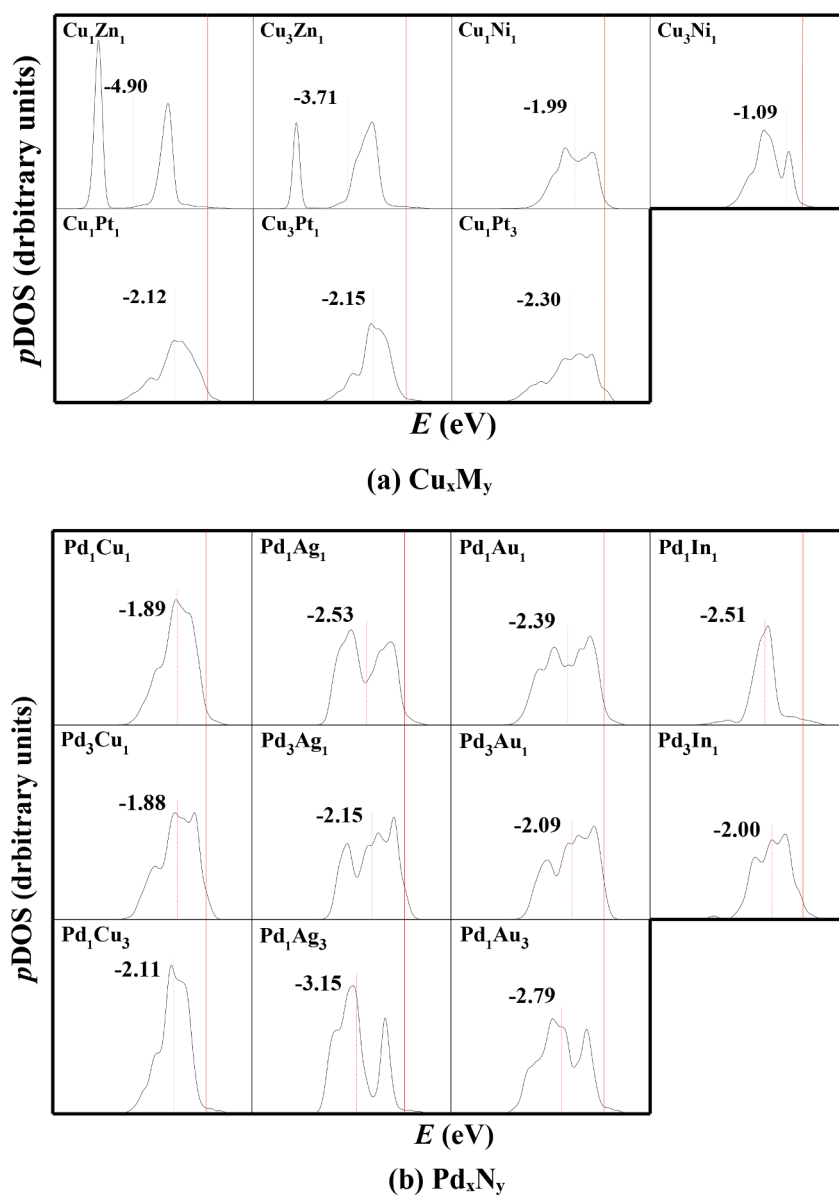 Cu₁Zn₁ Cu₃Zn₁ Cu₁Ni₁ Cu₃Ni₁
-4.90 -3.71 -1.99 -1.09
Cu₁Pt₁ Cu₃Pt₁ Cu₁Pt₃
-2.12 -2.15 -2.30
pDOS (drbitrary units)
E (eV)
(a) CuₓMᵧ
Pd₁Cu₁ Pd₁Ag₁ Pd₁Au₁ Pd₁In₁
-1.89 -2.53 -2.39 -2.51
Pd₃Cu₁ Pd₃Ag₁ Pd₃Au₁ Pd₃In₁
-1.88 -2.15 -2.09 -2.00
Pd₁Cu₃ Pd₁Ag₃ Pd₁Au₃
-2.11 -3.15 -2.79
pDOS (drbitrary units)
E (eV)
(b) PdₓNᵧ